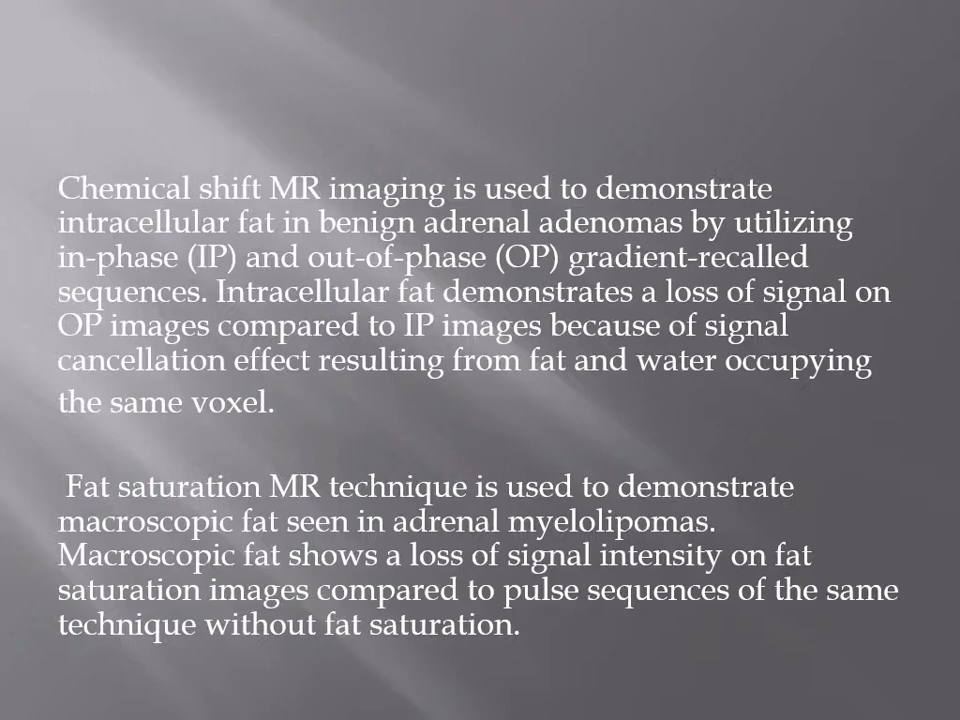 Chemical shift MR imaging is used to demonstrate
intracellular fat in benign adrenal adenomas by utilizing
in-phase (IP) and out-of-phase (OP) gradient-recalled
sequences. Intracellular fat demonstrates a loss of signal on
OP images compared to IP images because of signal
cancellation effect resulting from fat and water occupying
the same voxel.
Fat saturation MR technique is used to demonstrate
macroscopic fat seen in adrenal myelolipomas.
Macroscopic fat shows a loss of signal intensity on fat
saturation images compared to pulse sequences of the same
technique without fat saturation.